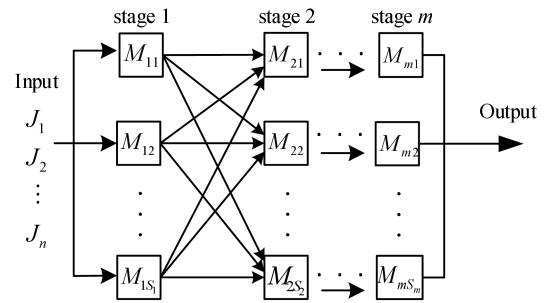 stage 1 stage 2 stage m
M₁₁ M₂₁ · · · Mₘ₁
Input
J₁
J₂
⋮
Jₙ
M₁₂ M₂₂ · · · Mₘ₂
Output
M₁S₁ M₂S₂ · · · MₘSₘ